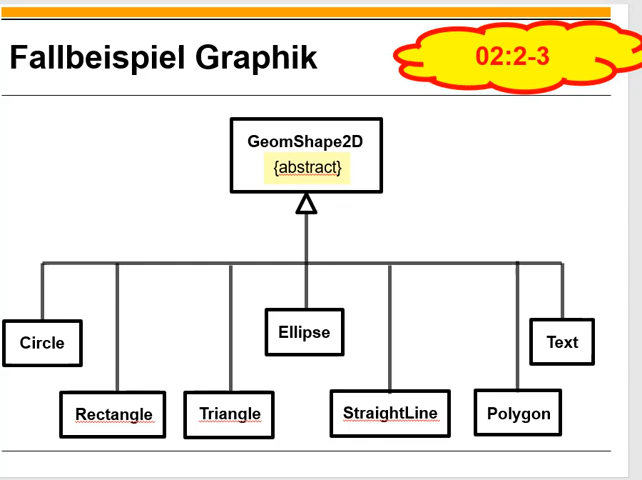 Fallbeispiel Graphik
02:2-3
GeomShape2D
{abstract}
Circle
Ellipse
Text
Rectangle
Triangle
StraightLine
Polygon